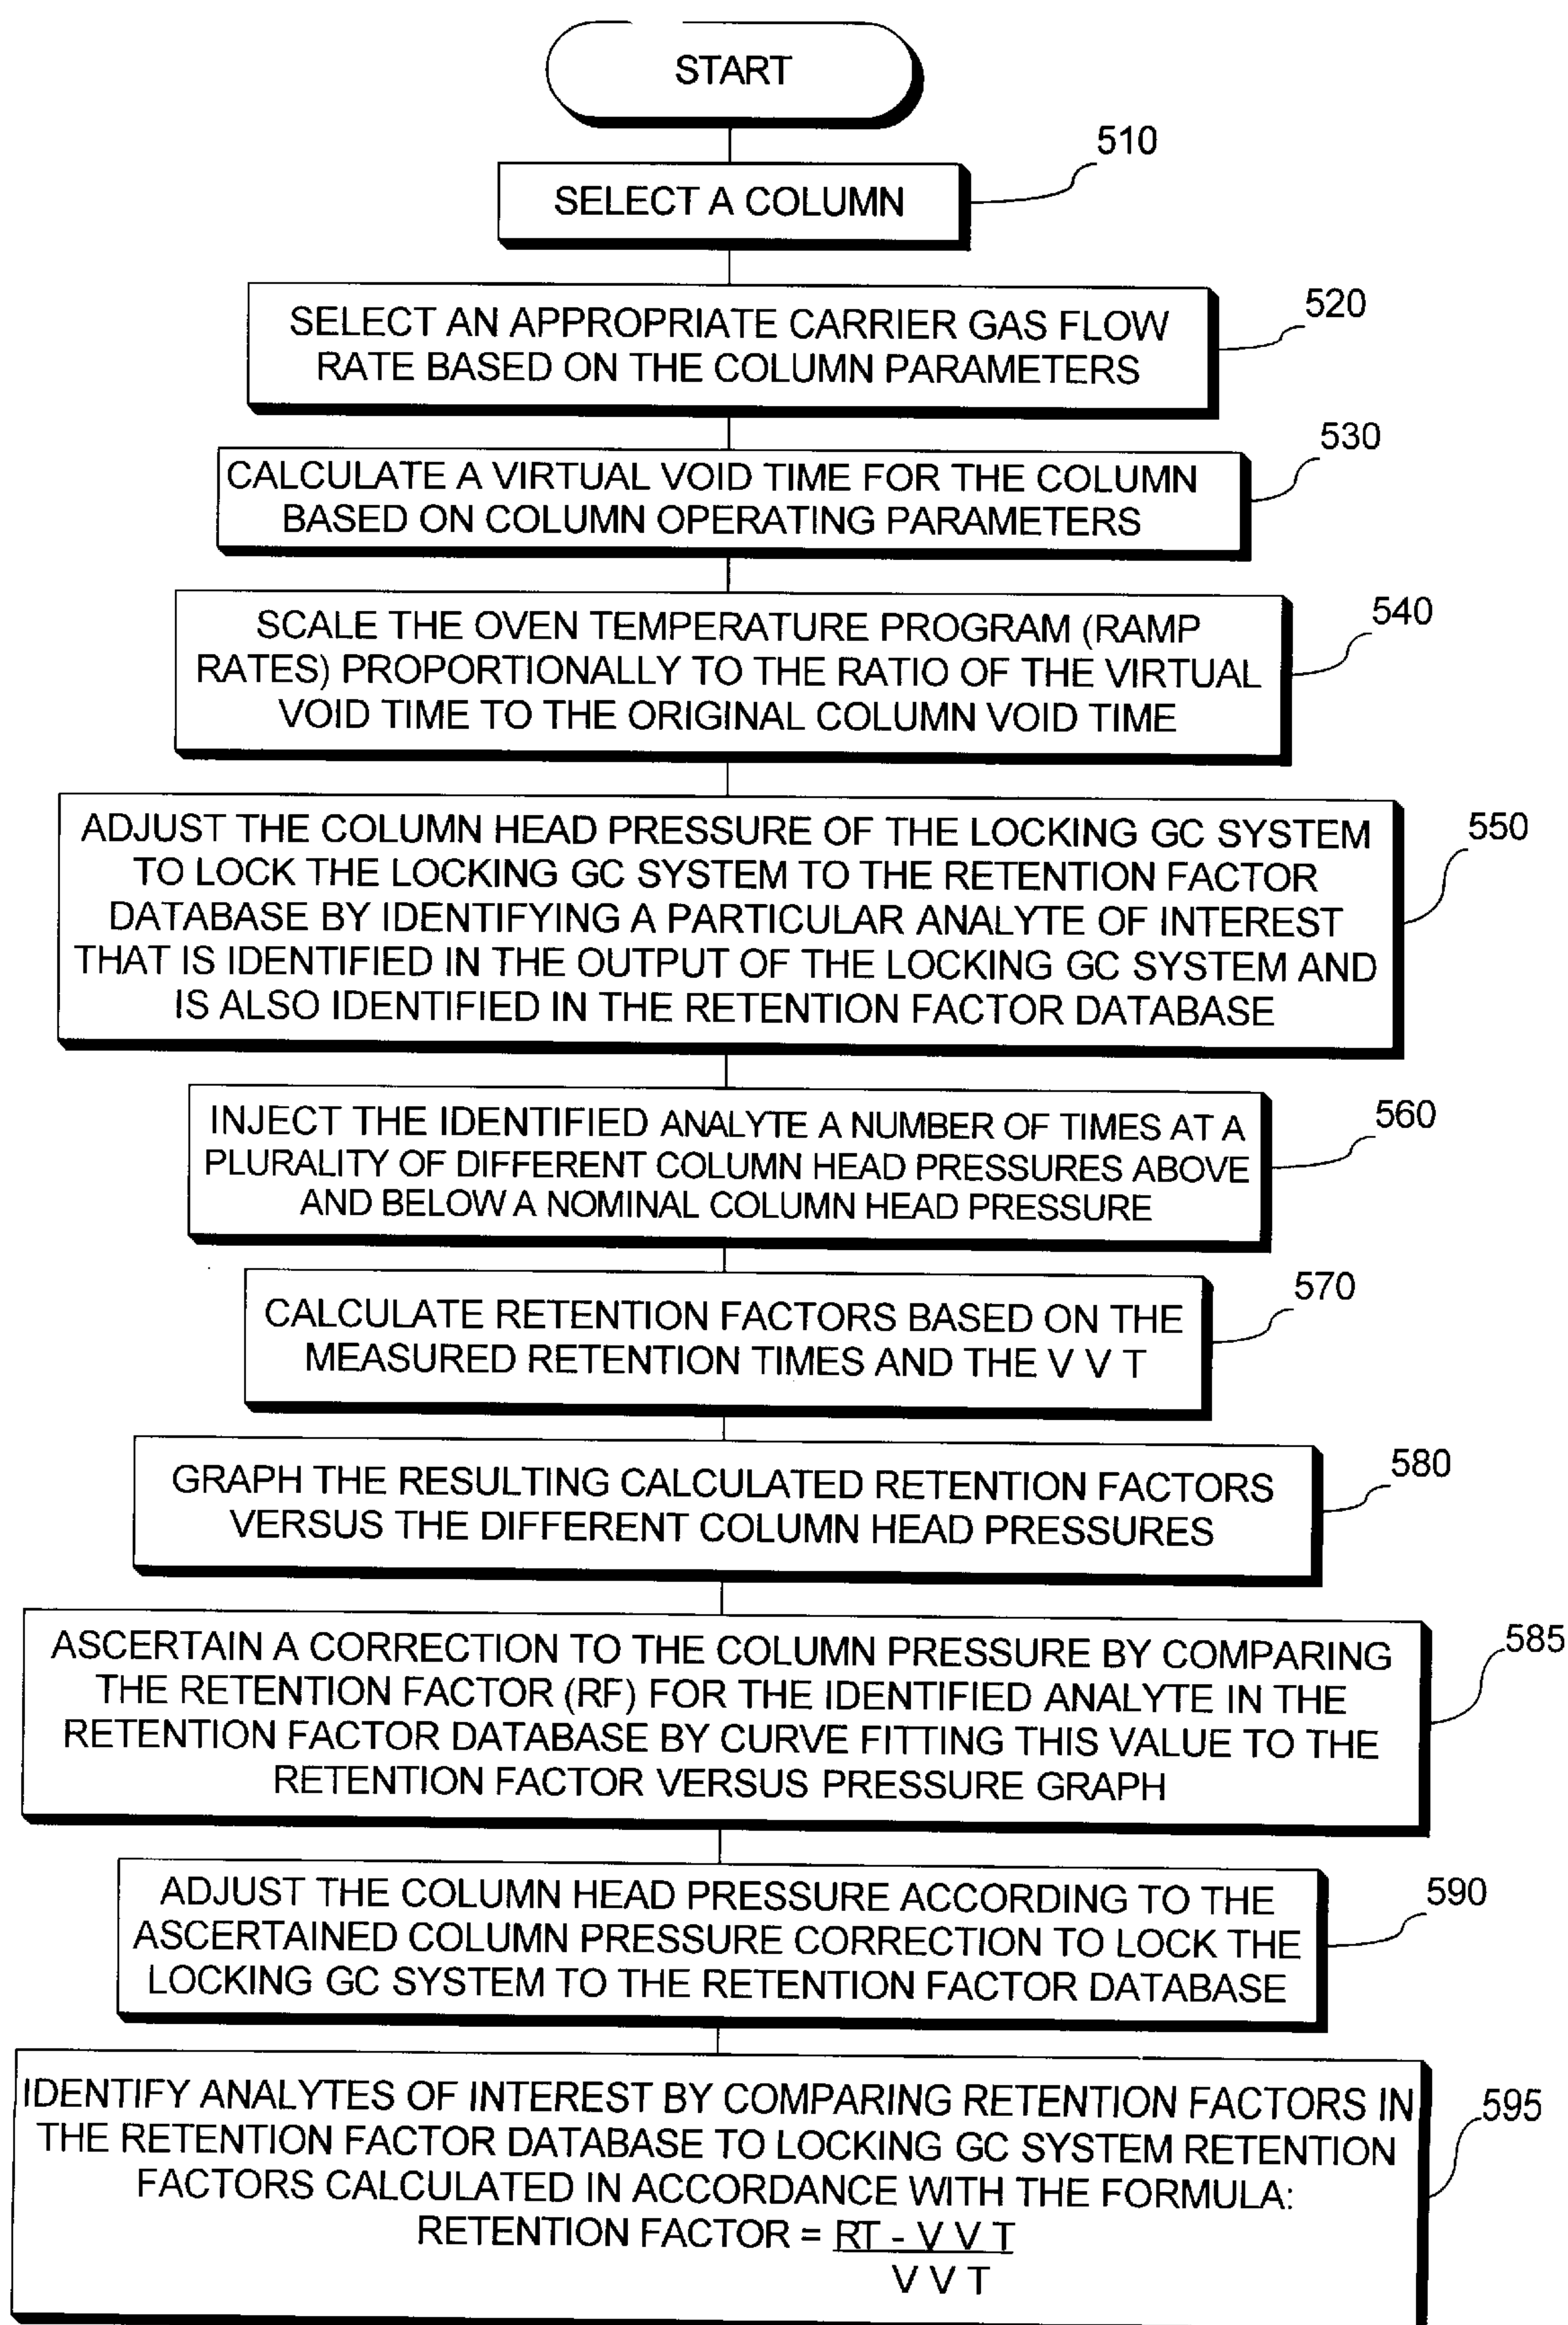 START
510
SELECT A COLUMN
520
SELECT AN APPROPRIATE CARRIER GAS FLOW
RATE BASED ON THE COLUMN PARAMETERS
530
CALCULATE A VIRTUAL VOID TIME FOR THE COLUMN
BASED ON COLUMN OPERATING PARAMETERS
540
SCALE THE OVEN TEMPERATURE PROGRAM (RAMP
RATES) PROPORTIONALLY TO THE RATIO OF THE VIRTUAL
VOID TIME TO THE ORIGINAL COLUMN VOID TIME
550
ADJUST THE COLUMN HEAD PRESSURE OF THE LOCKING GC SYSTEM
TO LOCK THE LOCKING GC SYSTEM TO THE RETENTION FACTOR
DATABASE BY IDENTIFYING A PARTICULAR ANALYTE OF INTEREST
THAT IS IDENTIFIED IN THE OUTPUT OF THE LOCKING GC SYSTEM AND
IS ALSO IDENTIFIED IN THE RETENTION FACTOR DATABASE
560
INJECT THE IDENTIFIED ANALYTE A NUMBER OF TIMES AT A
PLURALITY OF DIFFERENT COLUMN HEAD PRESSURES ABOVE
AND BELOW A NOMINAL COLUMN HEAD PRESSURE
570
CALCULATE RETENTION FACTORS BASED ON THE
MEASURED RETENTION TIMES AND THE V V T
580
GRAPH THE RESULTING CALCULATED RETENTION FACTORS
VERSUS THE DIFFERENT COLUMN HEAD PRESSURES
585
ASCERTAIN A CORRECTION TO THE COLUMN PRESSURE BY COMPARING
THE RETENTION FACTOR (RF) FOR THE IDENTIFIED ANALYTE IN THE
RETENTION FACTOR DATABASE BY CURVE FITTING THIS VALUE TO THE
RETENTION FACTOR VERSUS PRESSURE GRAPH
590
ADJUST THE COLUMN HEAD PRESSURE ACCORDING TO THE
ASCERTAINED COLUMN PRESSURE CORRECTION TO LOCK THE
LOCKING GC SYSTEM TO THE RETENTION FACTOR DATABASE
595
IDENTIFY ANALYTES OF INTEREST BY COMPARING RETENTION FACTORS IN
THE RETENTION FACTOR DATABASE TO LOCKING GC SYSTEM RETENTION
FACTORS CALCULATED IN ACCORDANCE WITH THE FORMULA:
RETENTION FACTOR = RT - V V T
V V T